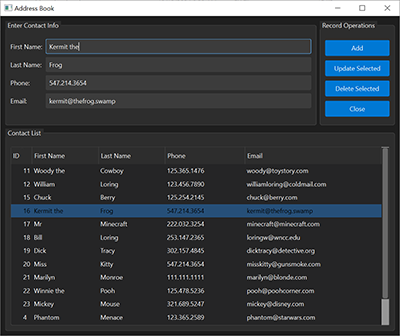 Address Book
Enter Contact Info
First Name: Kermit the
Last Name: Frog
Phone: 547.214.3654
Email: kermit@thefrog.swamp
Record Operations
Add
Update Selected
Delete Selected
Close
Contact List
ID First Name Last Name Phone Email
11 Woody the Cowboy 125.365.1476 woody@toystory.com
12 William Loring 123.456.7890 williamloring@coldmail.com
15 Chuck Berry 125.254.2145 chuck@berry.com
16 Kermit the Frog 547.214.3654 kermit@thefrog.swamp
17 Mr Minecraft 222.032.3254 minecraft@minecraft.com
18 Bill Loring 253.147.2365 loringw@wncc.edu
19 Dick Tracy 302.157.4845 dicktracy@detective.org
20 Miss Kitty 547.214.3654 misskitty@gunsmoke.com
21 Marilyn Monroe 111.111.1111 marilyn@blonde.com
22 Winnie the Pooh 125.478.5236 pooh@poohcorner.com
23 Mickey Mouse 321.689.5247 mickey@disney.com
4 Phantom Menace 123.365.2589 phantom@starwars.com